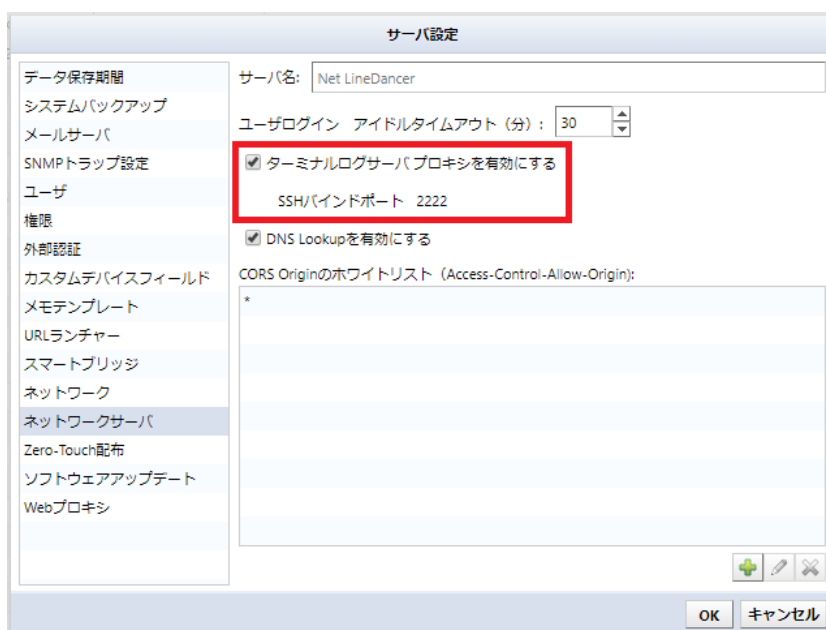 サーバ設定
データ保存期間
システムバックアップ
メールサーバ
SNMPトラップ設定
ユーザ
権限
外部認証
カスタムデバイスフィールド
メモテンプレート
URLランチャー
スマートブリッジ
ネットワーク
ネットワークサーバ
Zero-Touch配布
ソフトウェアアップデート
Webプロキシ
サーバ名: Net LineDancer
ユーザログイン アイドルタイムアウト（分）: 30
ターミナルログサーバ プロキシを有効にする
SSHバインドポート 2222
DNS Lookupを有効にする
CORS Originのホワイトリスト（Access-Control-Allow-Origin):
*
OK キャンセル